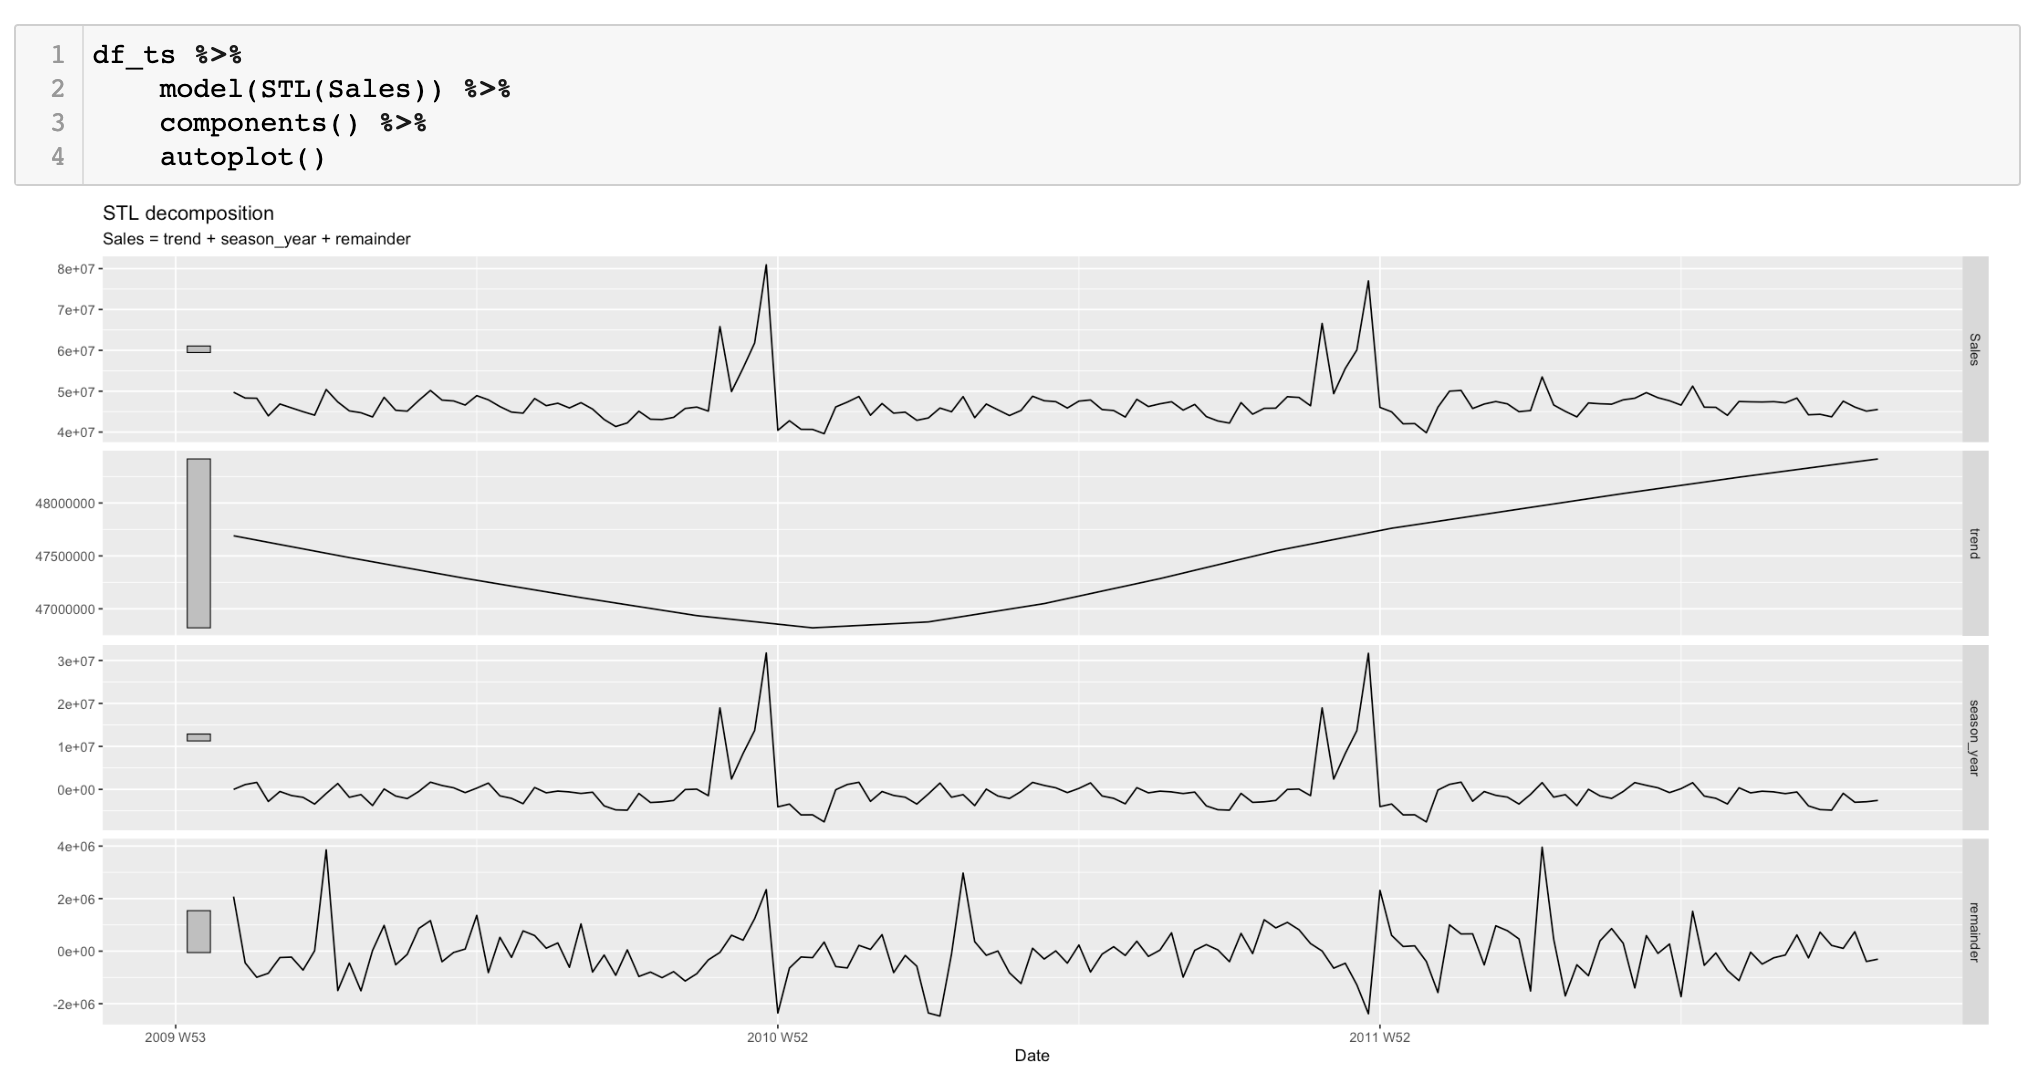 1 df_ts %>%
2 model(STL(Sales)) %>%
3 components() %>%
4 autoplot()
STL decomposition
Sales = trend + season_year + remainder
8e+07
7e+07
6e+07
5e+07
4e+07
Sales
48000000
47500000
47000000
trend
3e+07
2e+07
1e+07
0e+00
season_year
4e+06
2e+06
0e+00
-2e+06
remainder
2009 W53 2010 W52 2011 W52
Date